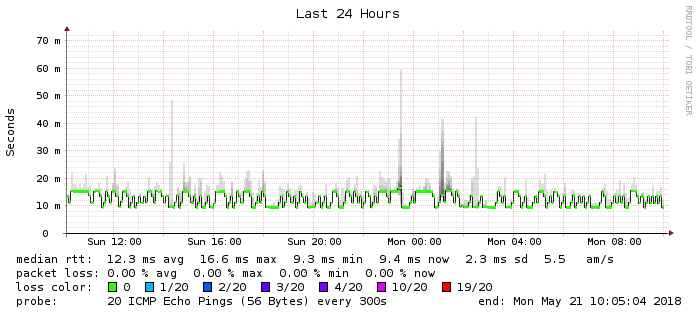 Last 24 Hours
RRDTOOL / TOBI OETIKER
Seconds
70 m
60 m
50 m
40 m
30 m
20 m
10 m
0
Sun 12:00 Sun 16:00 Sun 20:00 Mon 00:00 Mon 04:00 Mon 08:00
median rtt: 12.3 ms avg 16.6 ms max 9.3 ms min 9.4 ms now 2.3 ms sd 5.5 am/s
packet loss: 0.00 % avg 0.00 % max 0.00 % min 0.00 % now
loss color: 0 1/20 2/20 3/20 4/20 10/20 19/20
probe: 20 ICMP Echo Pings (56 Bytes) every 300s end: Mon May 21 10:05:04 2018